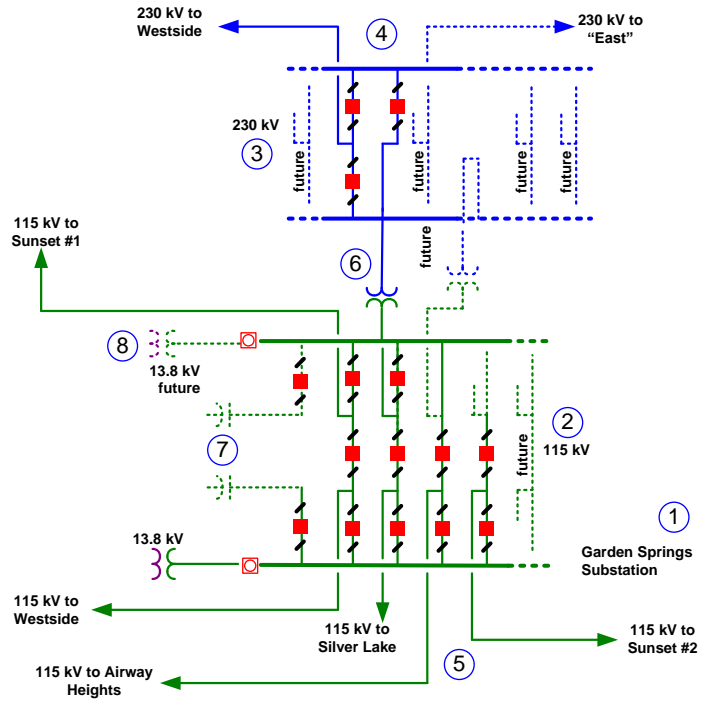 230 kV to
Westside
4
230 kV to
“East”
230 kV
3
future
future
future
future
115 kV to
Sunset #1
6
future
8
13.8 kV
future
2
115 kV
future
7
1
13.8 kV
Garden Springs
Substation
115 kV to
Westside
115 kV to
Silver Lake
5
115 kV to
Sunset #2
115 kV to Airway
Heights